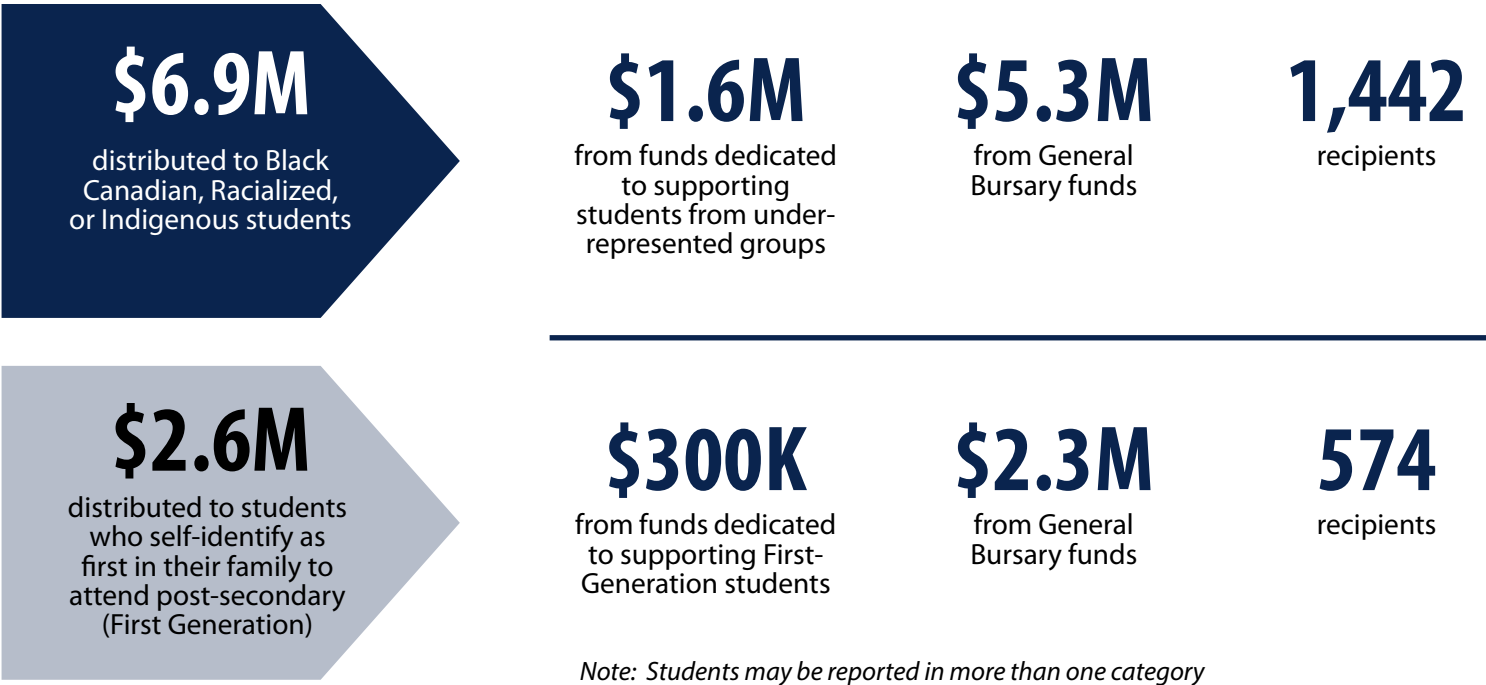 $6.9M
distributed to Black
Canadian, Racialized,
or Indigenous students
$1.6M
from funds dedicated
to supporting
students from under-
represented groups
$5.3M
from General
Bursary funds
1,442
recipients
$2.6M
distributed to students
who self-identify as
first in their family to
attend post-secondary
(First Generation)
$300K
from funds dedicated
to supporting First-
Generation students
$2.3M
from General
Bursary funds
574
recipients
Note: Students may be reported in more than one category